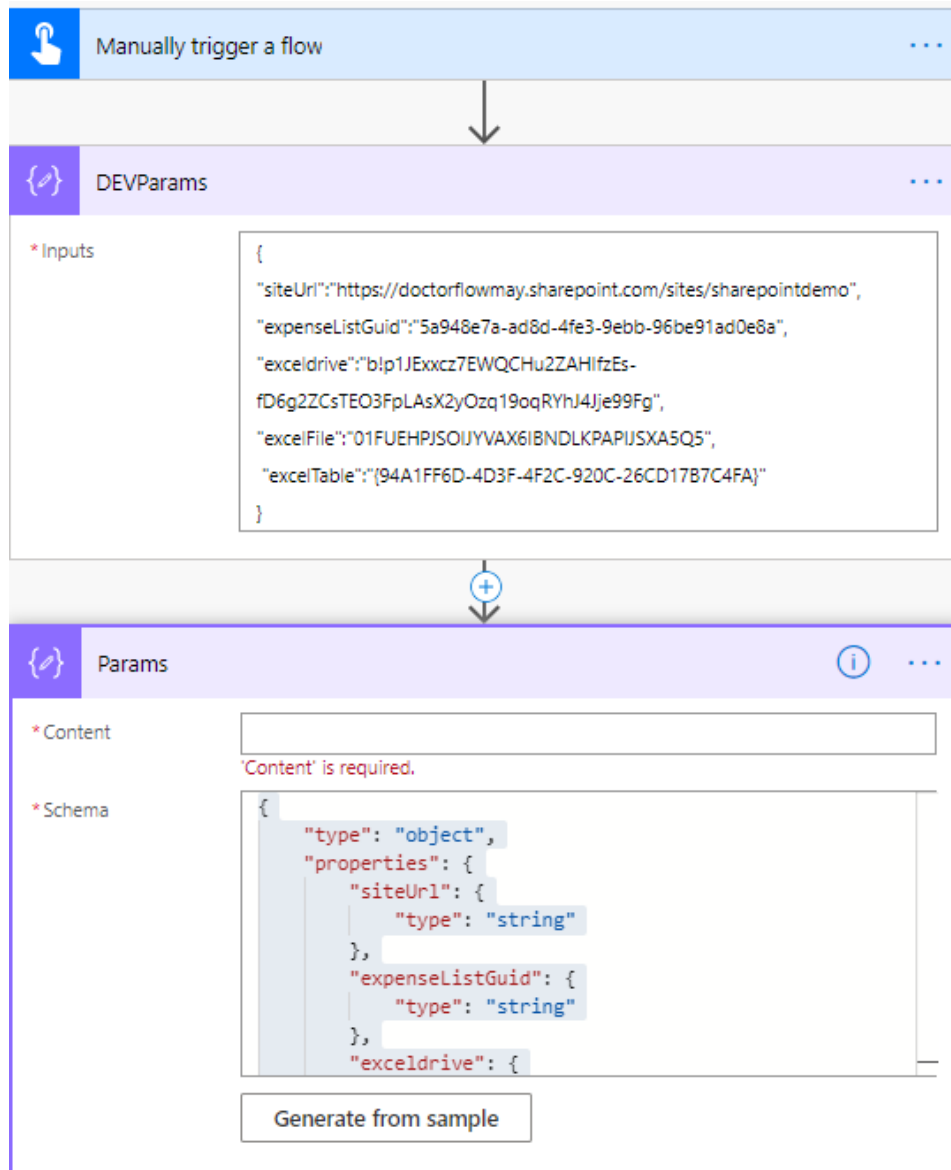 Manually trigger a flow
DEVParams
* Inputs
{
"siteUrl":"https://doctorflowmay.sharepoint.com/sites/sharepointdemo",
"expenseListGuid":"5a948e7a-ad8d-4fe3-9ebb-96be91ad0e8a",
"exceldrive":"b!p1JExxcz7EWQCHu2ZAHlfzEs-
fD6g2ZCsTEO3FpLAsX2yOzq19oqRYhJ4Jje99Fg",
"excelFile":"01FUEHPJSOIJYVAX6IBNDLKPAPIJSXA5Q5",
"excelTable":"{94A1FF6D-4D3F-4F2C-920C-26CD17B7C4FA}"
}
Params
* Content
'Content' is required.
* Schema
{
"type": "object",
"properties": {
"siteUrl": {
"type": "string"
},
"expenseListGuid": {
"type": "string"
},
"exceldrive": {
Generate from sample